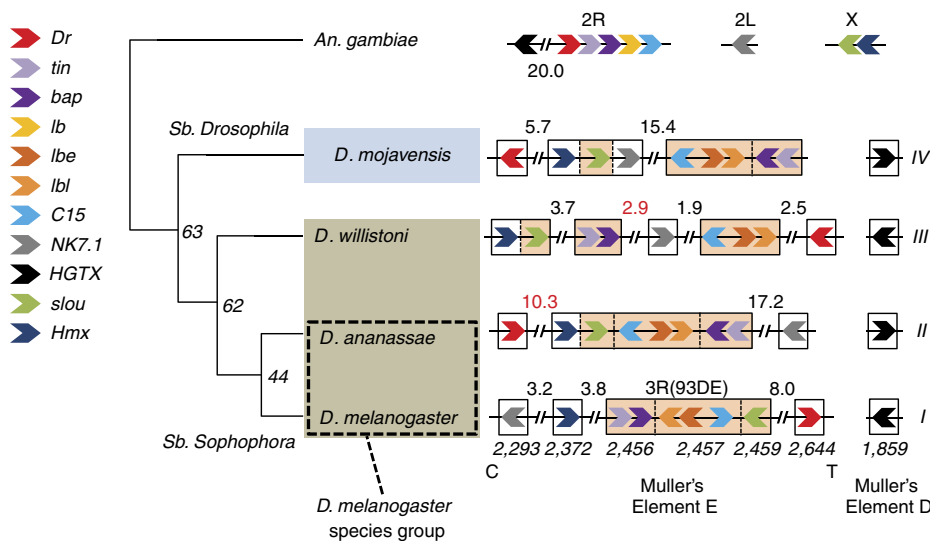 Dr
tin
bap
lb
lbe
lbl
C15
NK7.1
HGTX
slou
Hmx
An. gambiae
2R
2L
X
20.0
Sb. Drosophila
D. mojavensis
5.7
15.4
IV
63
D. willistoni
3.7
2.9
1.9
2.5
III
62
D. ananassae
10.3
17.2
II
44
D. melanogaster
3.2
3.8
3R(93DE)
8.0
I
Sb. Sophophora
2,293
2,372
2,456
2,457
2,459
2,644
1,859
C
T
D. melanogaster
species group
Muller's
Element E
Muller's
Element D